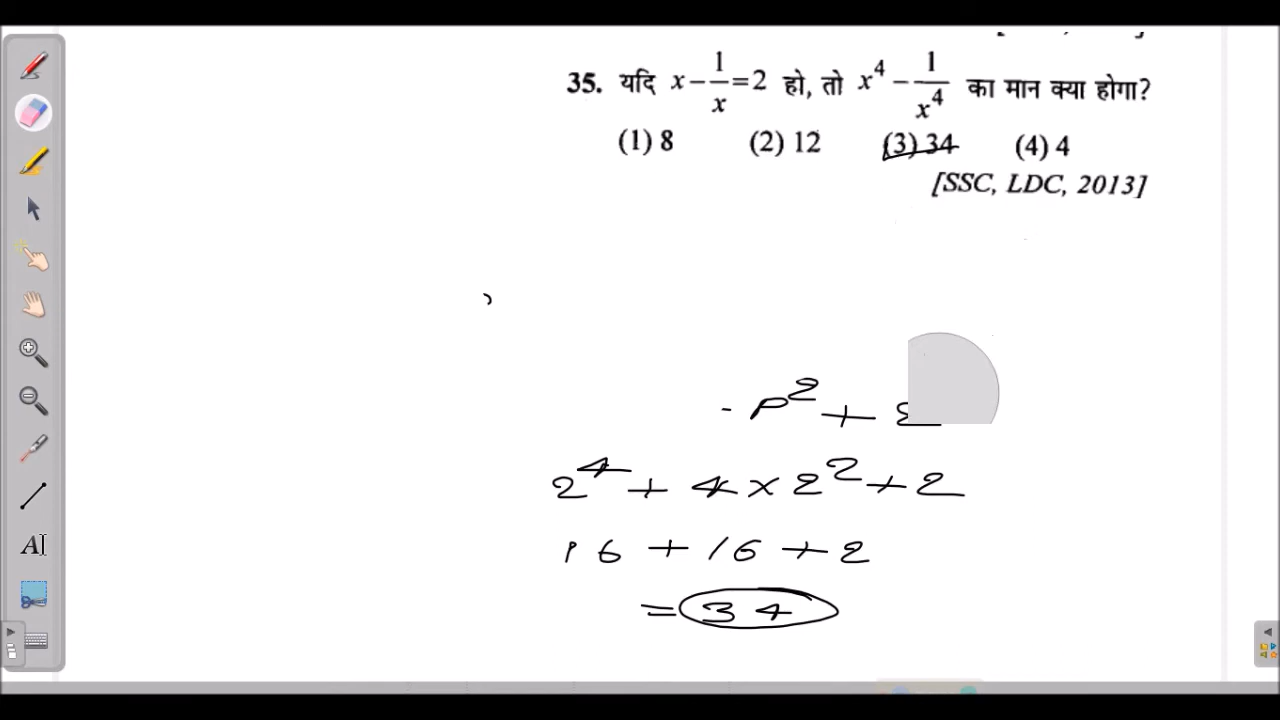 35. यदि x - 1/x = 2 हो, तो x⁴ - 1/x⁴ का मान क्या होगा?
(1) 8 (2) 12 (3) 34 (4) 4
[SSC, LDC, 2013]
- P² + 2
2⁴ + 4 × 2² + 2
16 + 16 + 2
= 34
A